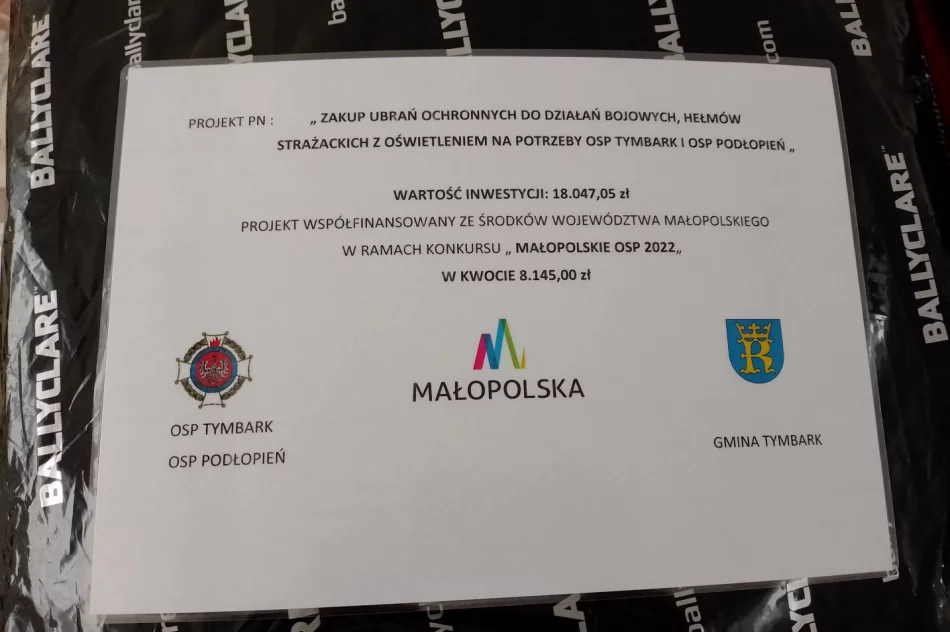 BALLYCLARE
BALLYCLARE
BALLYCLARE
BALLYCLARE™
PROJEKT PN : „ ZAKUP UBRAŃ OCHRONNYCH DO DZIAŁAŃ BOJOWYCH, HEŁMÓW
STRAŻACKICH Z OŚWIETLENIEM NA POTRZEBY OSP TYMBARK I OSP PODŁOPIEŃ „
WARTOŚĆ INWESTYCJI: 18.047,05 zł
PROJEKT WSPÓŁFINANSOWANY ZE ŚRODKÓW WOJEWÓDZTWA MAŁOPOLSKIEGO
W RAMACH KONKURSU „ MAŁOPOLSKIE OSP 2022„
W KWOCIE 8.145,00 zł
R
MAŁOPOLSKA
OSP TYMBARK
OSP PODŁOPIEŃ
GMINA TYMBARK